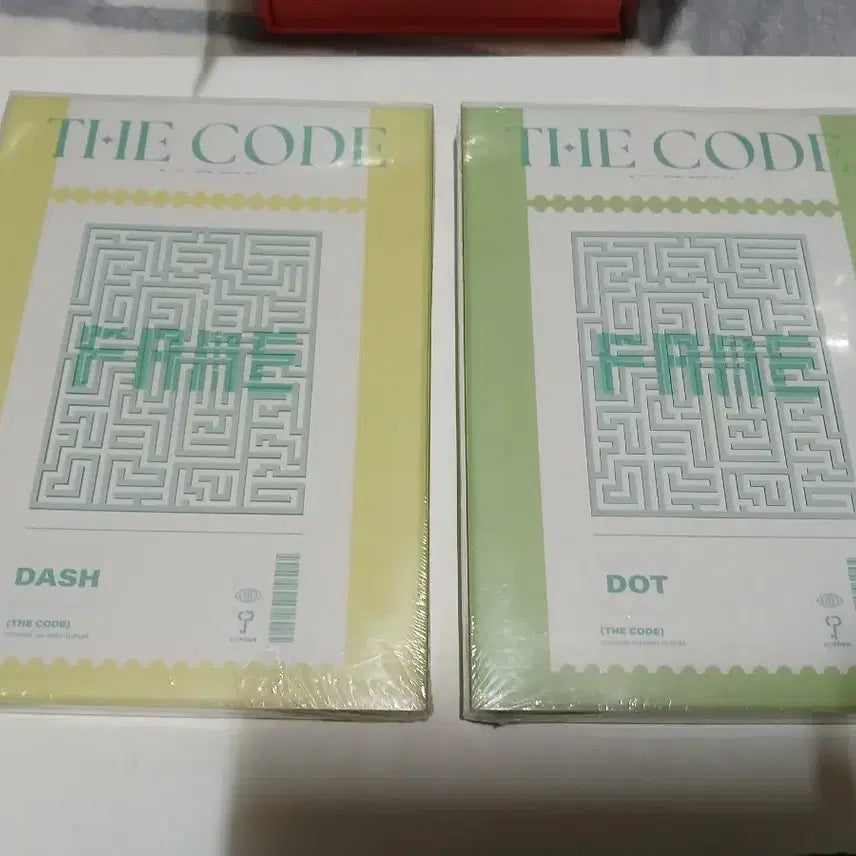 THE CODE
FAME
DASH
(THE CODE)
THE CODE
FAME
DOT
(THE CODE)